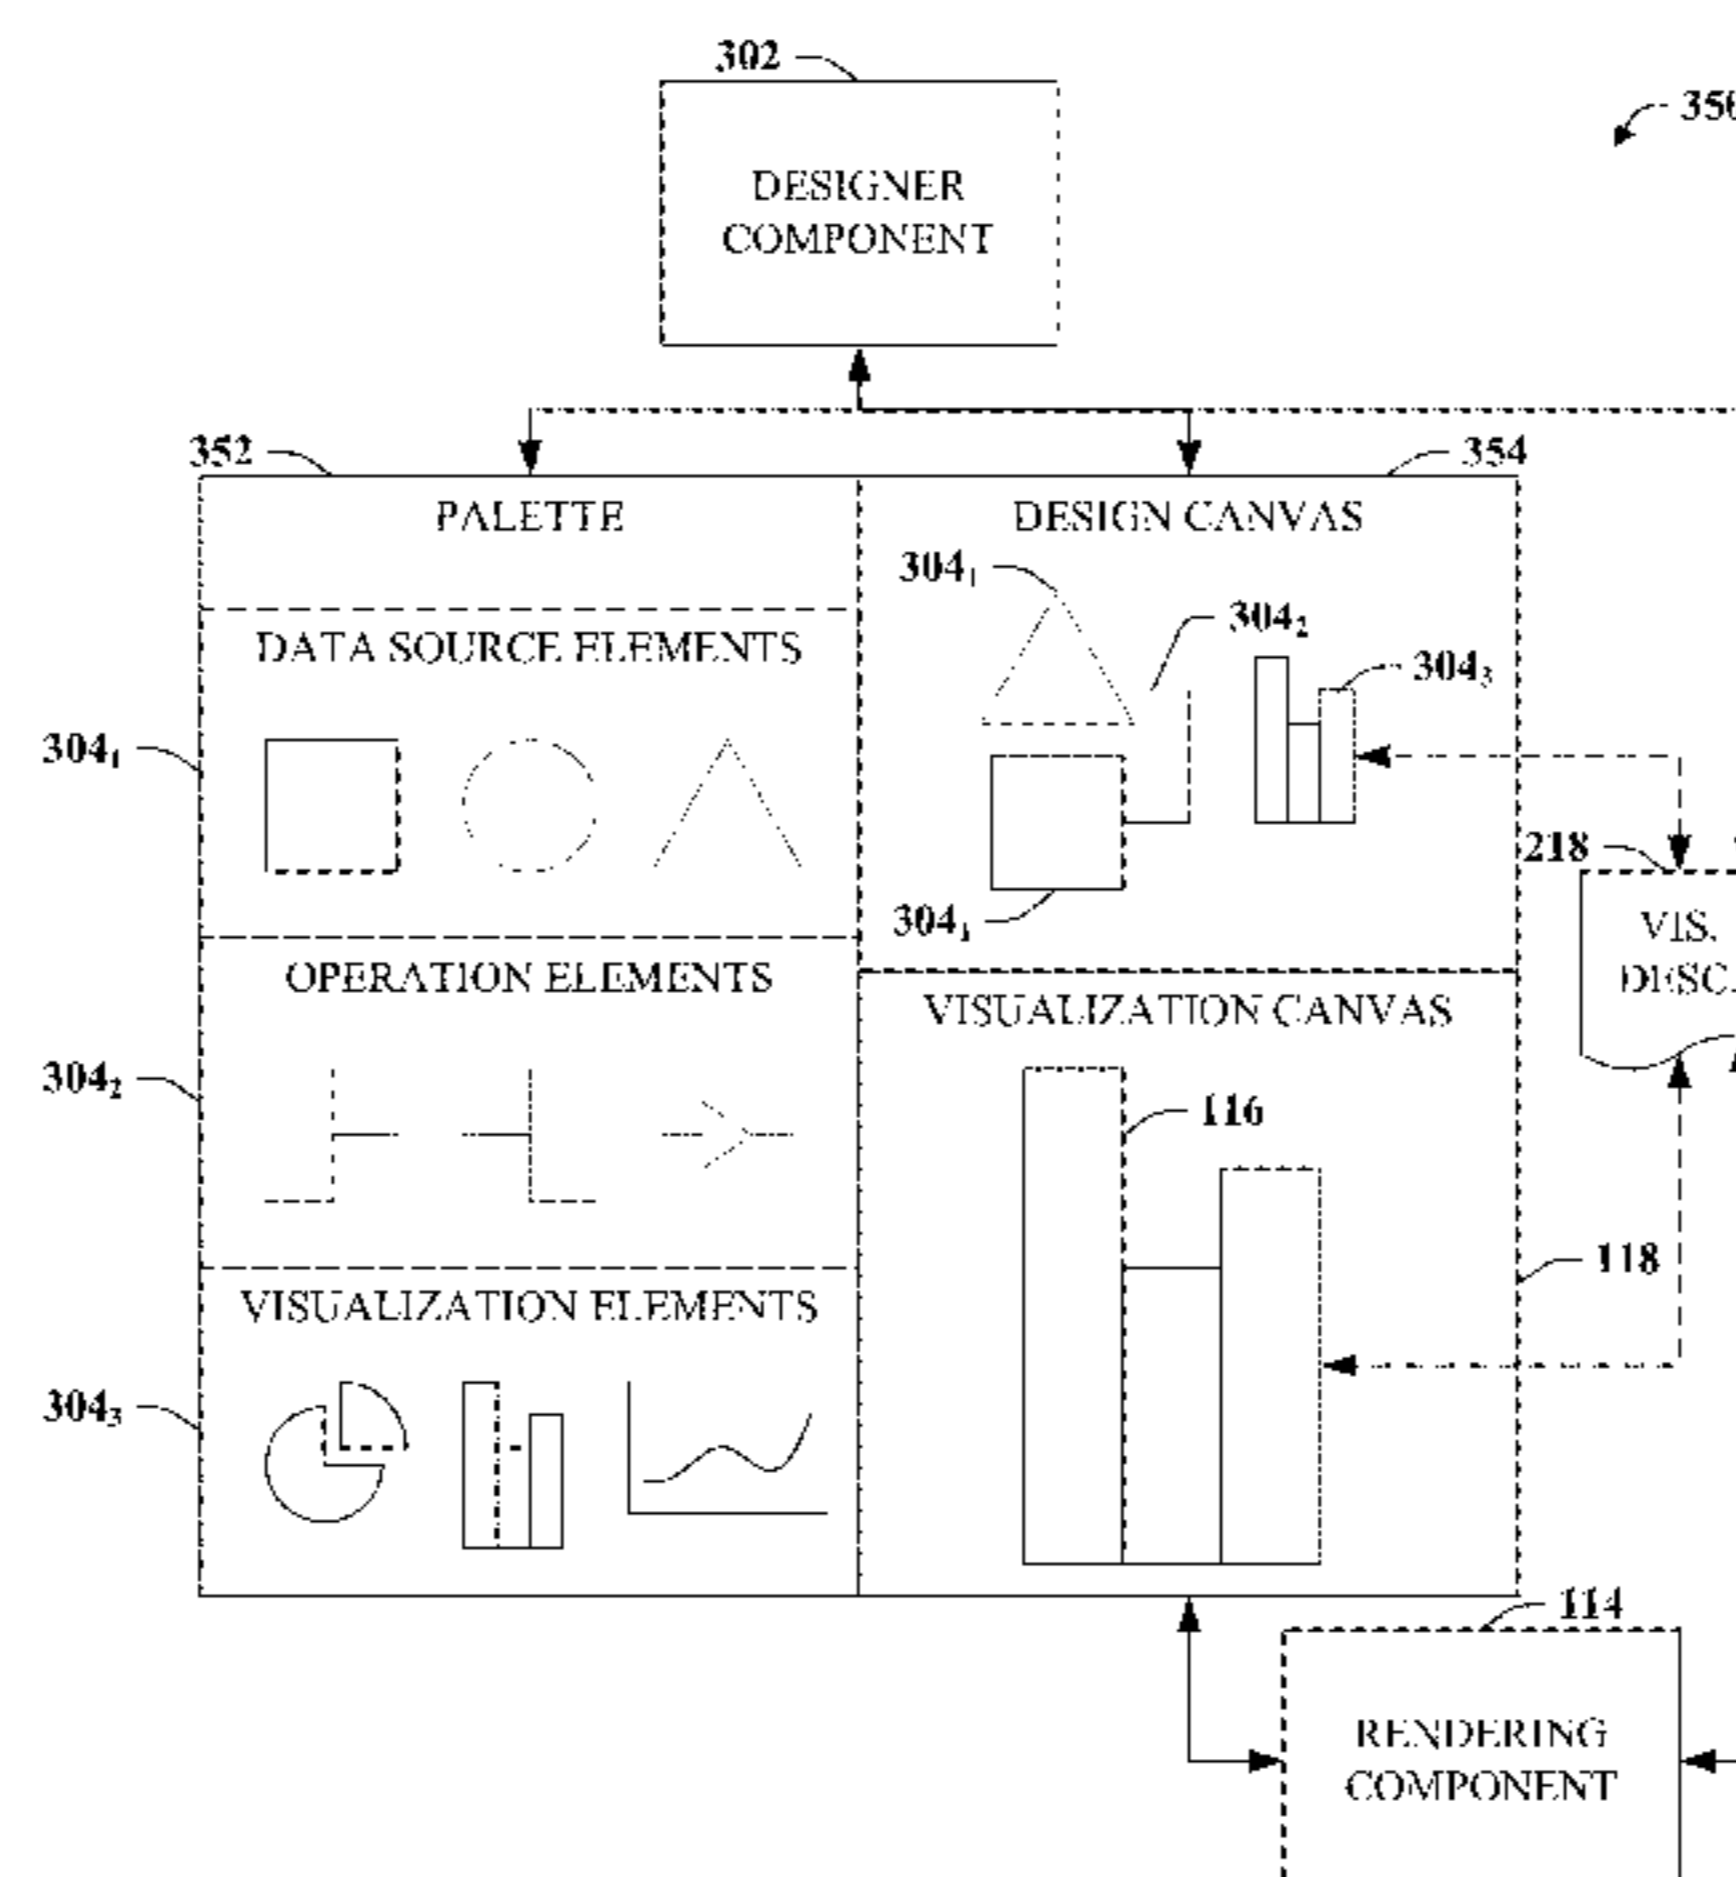 302
DESIGNER
COMPONENT
352
354
PALETTE
DESIGN CANVAS
304₁
304₂
304₃
DATA SOURCE ELEMENTS
304₁
304₁
218
VIS.
DESC.
OPERATION ELEMENTS
VISUALIZATION CANVAS
304₂
116
118
VISUALIZATION ELEMENTS
304₃
114
RENDERING
COMPONENT